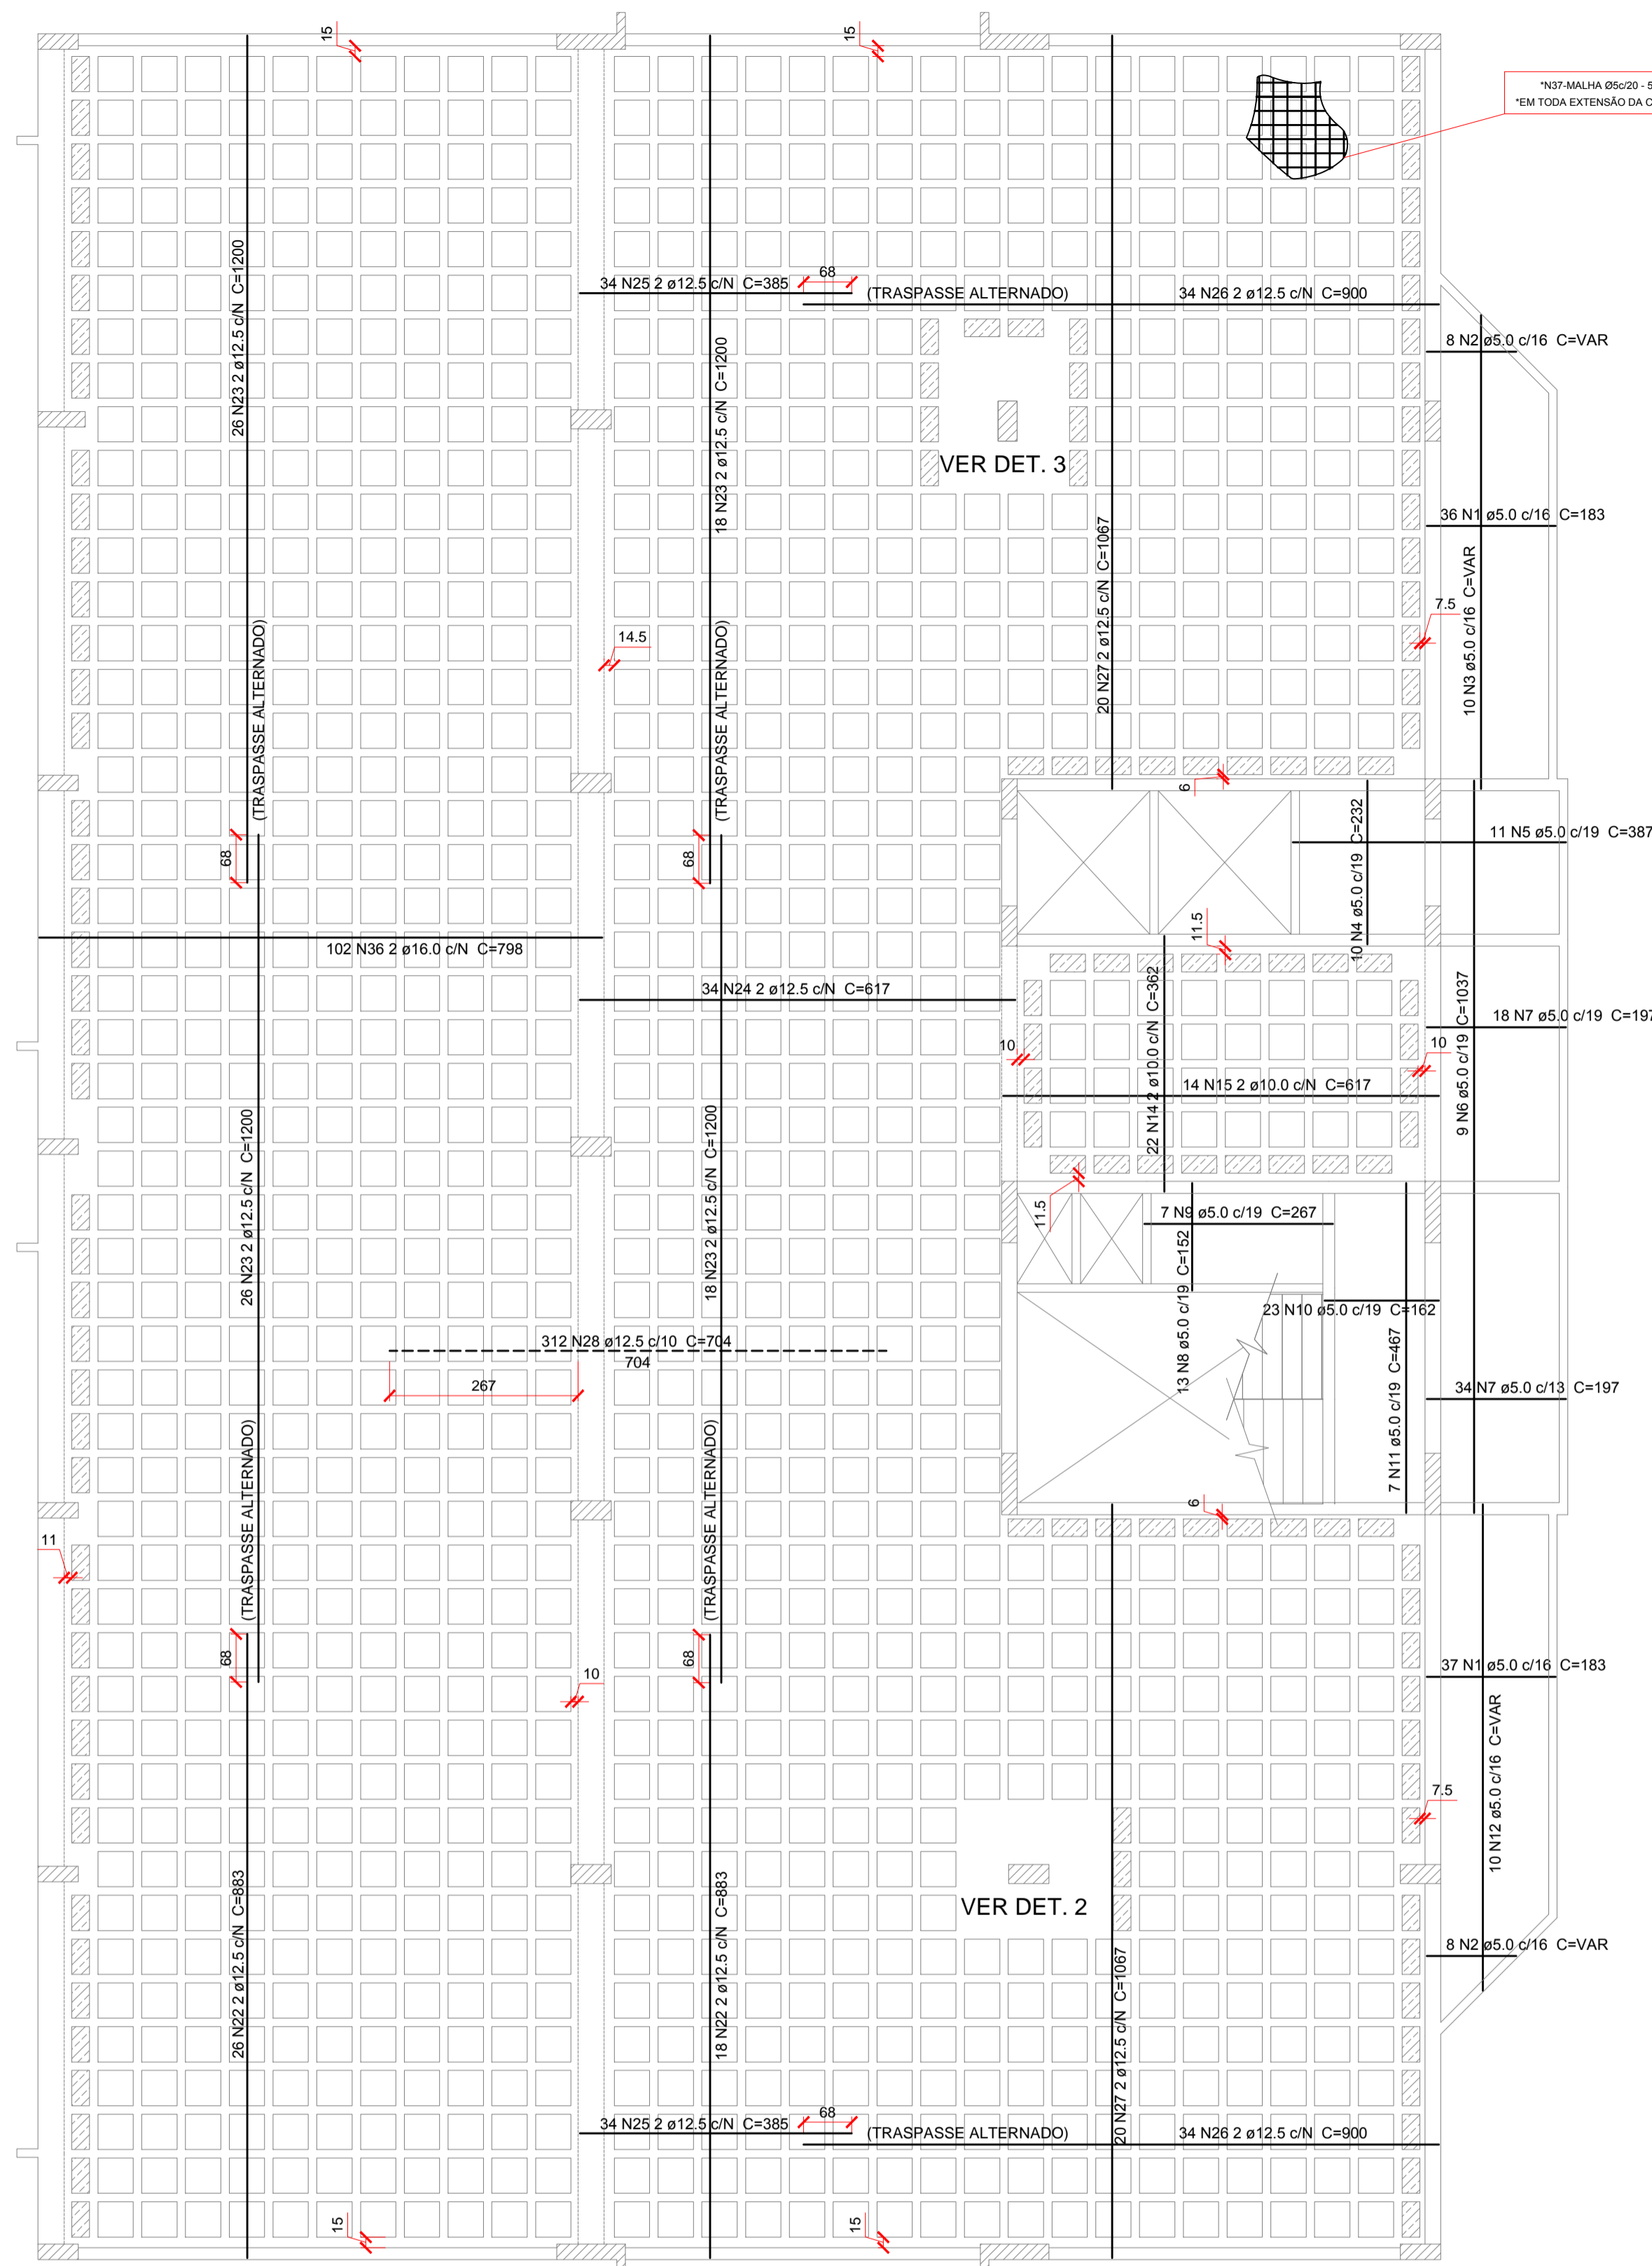 15
15
*N37-MALHA Ø5c/20 - 5
*EM TODA EXTENSÃO DA C
26 N23 2 ø12.5 c/N C=1200
34 N25 2 ø12.5 c/N C=385
68
(TRASPASSE ALTERNADO)
34 N26 2 ø12.5 c/N C=900
8 N2 ø5.0 c/16 C=VAR
18 N23 2 ø12.5 c/N C=1200
VER DET. 3
36 N1 ø5.0 c/16 C=183
20 N27 2 ø12.5 c/N C=1067
10 N3 ø5.0 c/16 C=VAR
7.5
14.5
(TRASPASSE ALTERNADO)
(TRASPASSE ALTERNADO)
6
68
68
10 N4 ø5.0 c/19 C=232
11 N5 ø5.0 c/19 C=387
11.5
102 N36 2 ø16.0 c/N C=798
34 N24 2 ø12.5 c/N C=617
22 N14 2 ø10.0 c/N C=362
9 N6 ø5.0 c/19 C=1037
18 N7 ø5.0 c/19 C=197
10
10
14 N15 2 ø10.0 c/N C=617
26 N23 2 ø12.5 c/N C=1200
18 N23 2 ø12.5 c/N C=1200
11.5
7 N9 ø5.0 c/19 C=267
13 N8 ø5.0 c/19 C=152
23 N10 ø5.0 c/19 C=162
312 N28 ø12.5 c/10 C=704
704
267
7 N11 ø5.0 c/19 C=467
34 N7 ø5.0 c/13 C=197
(TRASPASSE ALTERNADO)
(TRASPASSE ALTERNADO)
6
11
68
68
10
37 N1 ø5.0 c/16 C=183
10 N12 ø5.0 c/16 C=VAR
7.5
26 N22 2 ø12.5 c/N C=883
18 N22 2 ø12.5 c/N C=883
VER DET. 2
8 N2 ø5.0 c/16 C=VAR
20 N27 2 ø12.5 c/N C=1067
34 N25 2 ø12.5 c/N C=385
68
(TRASPASSE ALTERNADO)
34 N26 2 ø12.5 c/N C=900
15
15